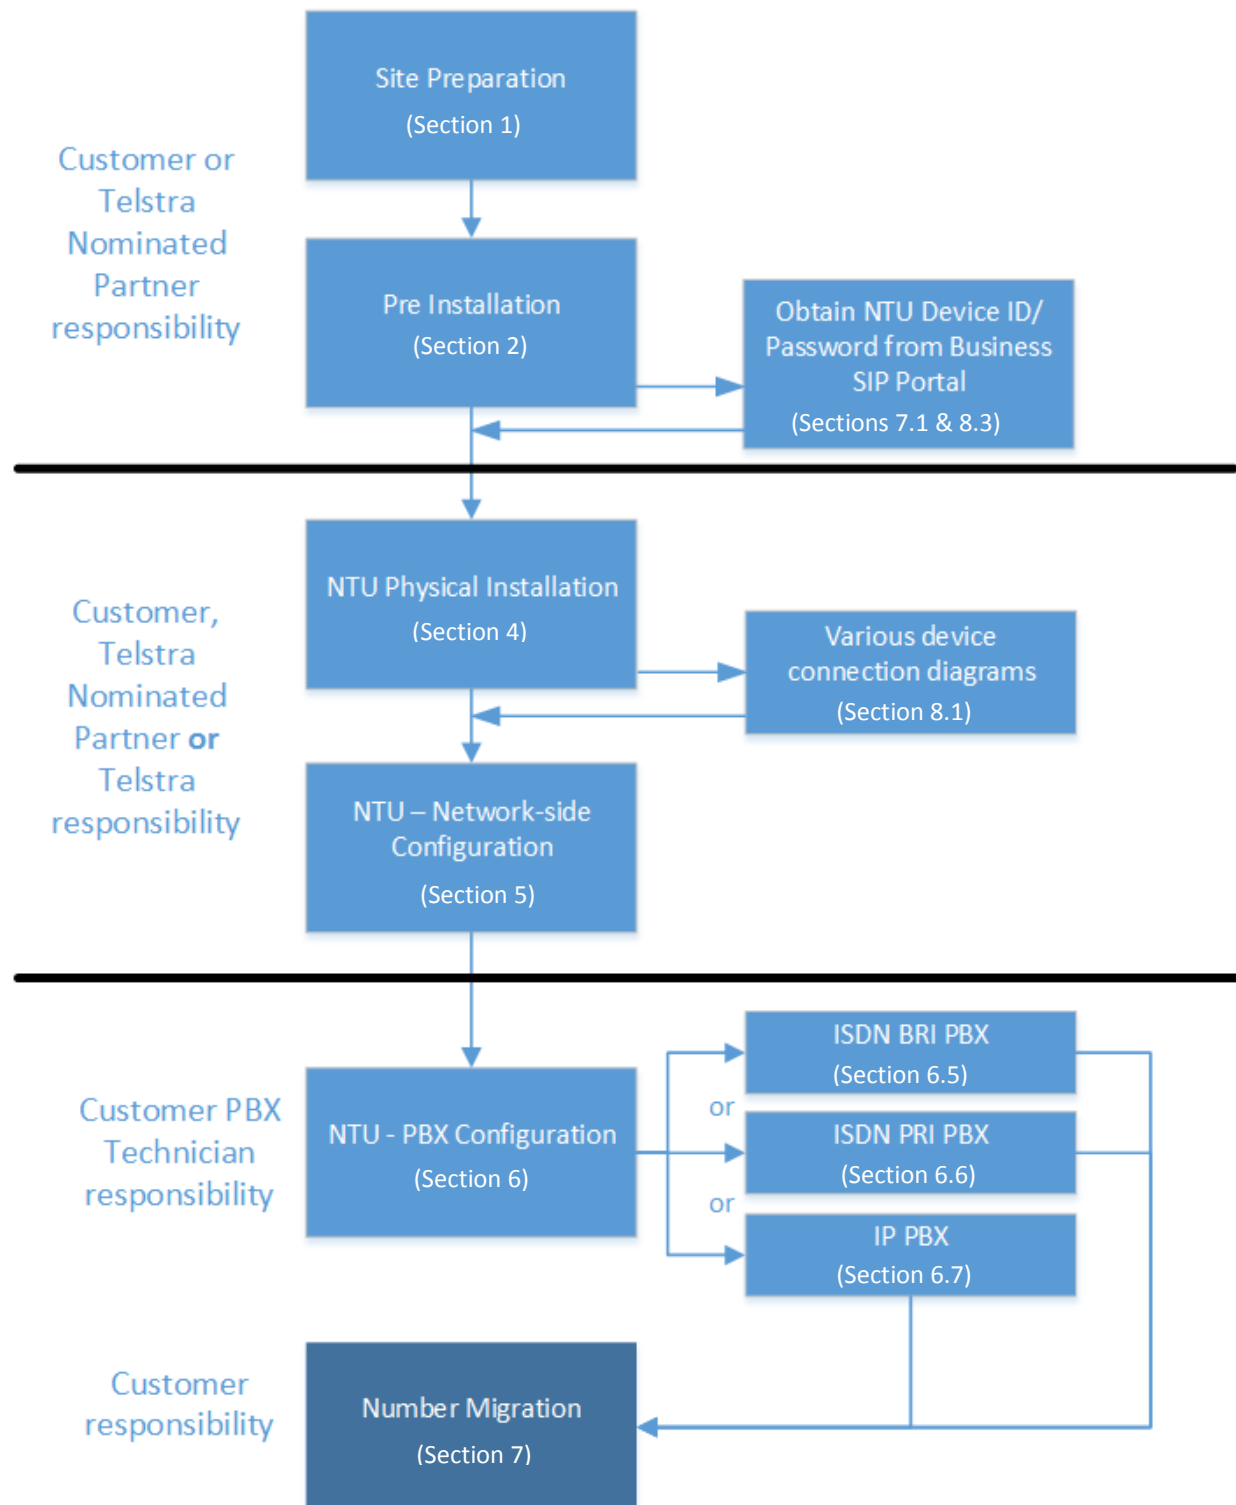 Site Preparation
(Section 1)
Customer or
Telstra
Nominated
Partner
responsibility
Pre Installation
(Section 2)
Obtain NTU Device ID/
Password from Business
SIP Portal
(Sections 7.1 & 8.3)
NTU Physical Installation
(Section 4)
Customer,
Telstra
Nominated
Partner or
Telstra
responsibility
Various device
connection diagrams
(Section 8.1)
NTU – Network-side
Configuration
(Section 5)
Customer PBX
Technician
responsibility
NTU - PBX Configuration
(Section 6)
ISDN BRI PBX
(Section 6.5)
or
ISDN PRI PBX
(Section 6.6)
or
IP PBX
(Section 6.7)
Customer
responsibility
Number Migration
(Section 7)